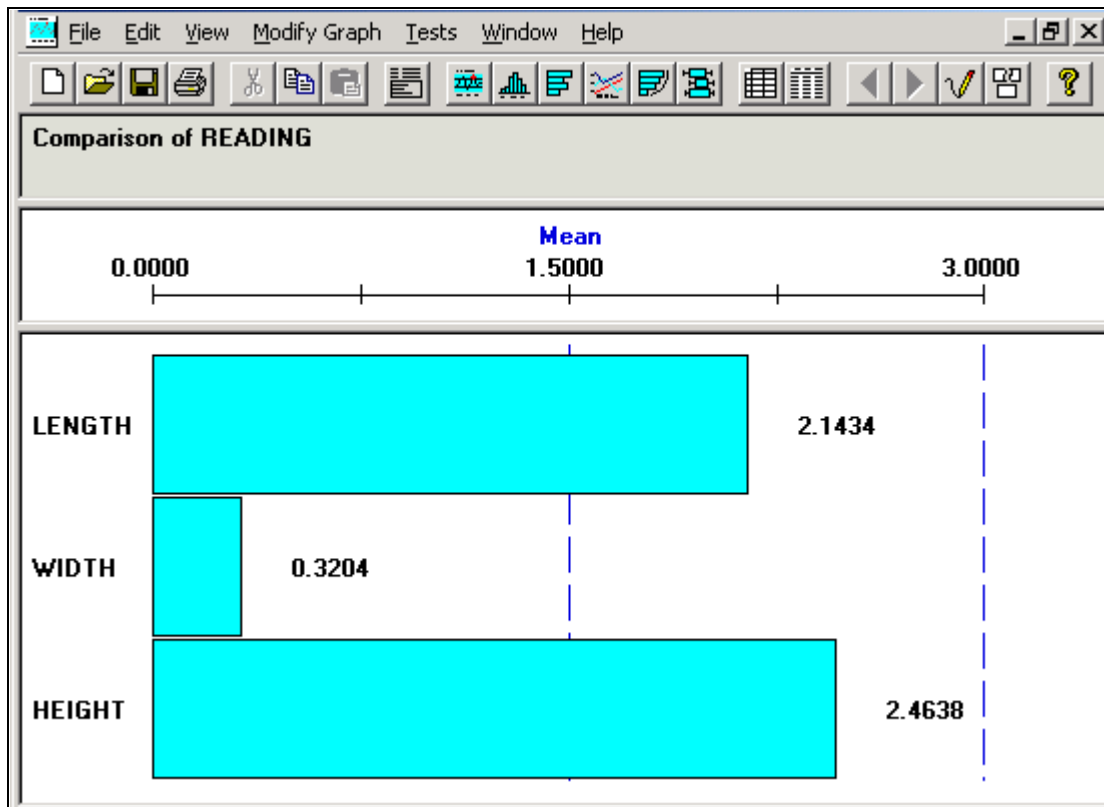 File Edit View Modify Graph Tests Window Help
Comparison of READING
Mean
0.0000 1.5000 3.0000
LENGTH 2.1434
WIDTH 0.3204
HEIGHT 2.4638